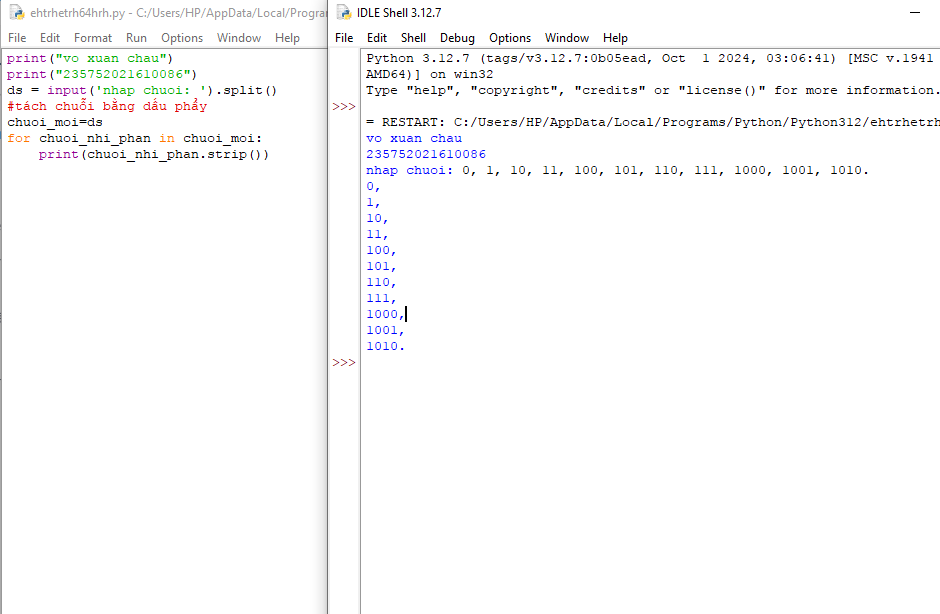 ehtrhetrh64hrh.py - C:/Users/HP/AppData/Local/Program
File Edit Format Run Options Window Help
print("vo xuan chau")
print("235752021610086")
ds = input('nhap chuoi: ').split()
#tách chuỗi bằng dấu phẩy
chuoi_moi=ds
for chuoi_nhi_phan in chuoi_moi:
    print(chuoi_nhi_phan.strip())
IDLE Shell 3.12.7
File Edit Shell Debug Options Window Help
Python 3.12.7 (tags/v3.12.7:0b05ead, Oct  1 2024, 03:06:41) [MSC v.1941
AMD64)] on win32
Type "help", "copyright", "credits" or "license()" for more information.
>>>
= RESTART: C:/Users/HP/AppData/Local/Programs/Python/Python312/ehtrhetrh
vo xuan chau
235752021610086
nhap chuoi: 0, 1, 10, 11, 100, 101, 110, 111, 1000, 1001, 1010.
0,
1,
10,
11,
100,
101,
110,
111,
1000,
1001,
1010.
>>>